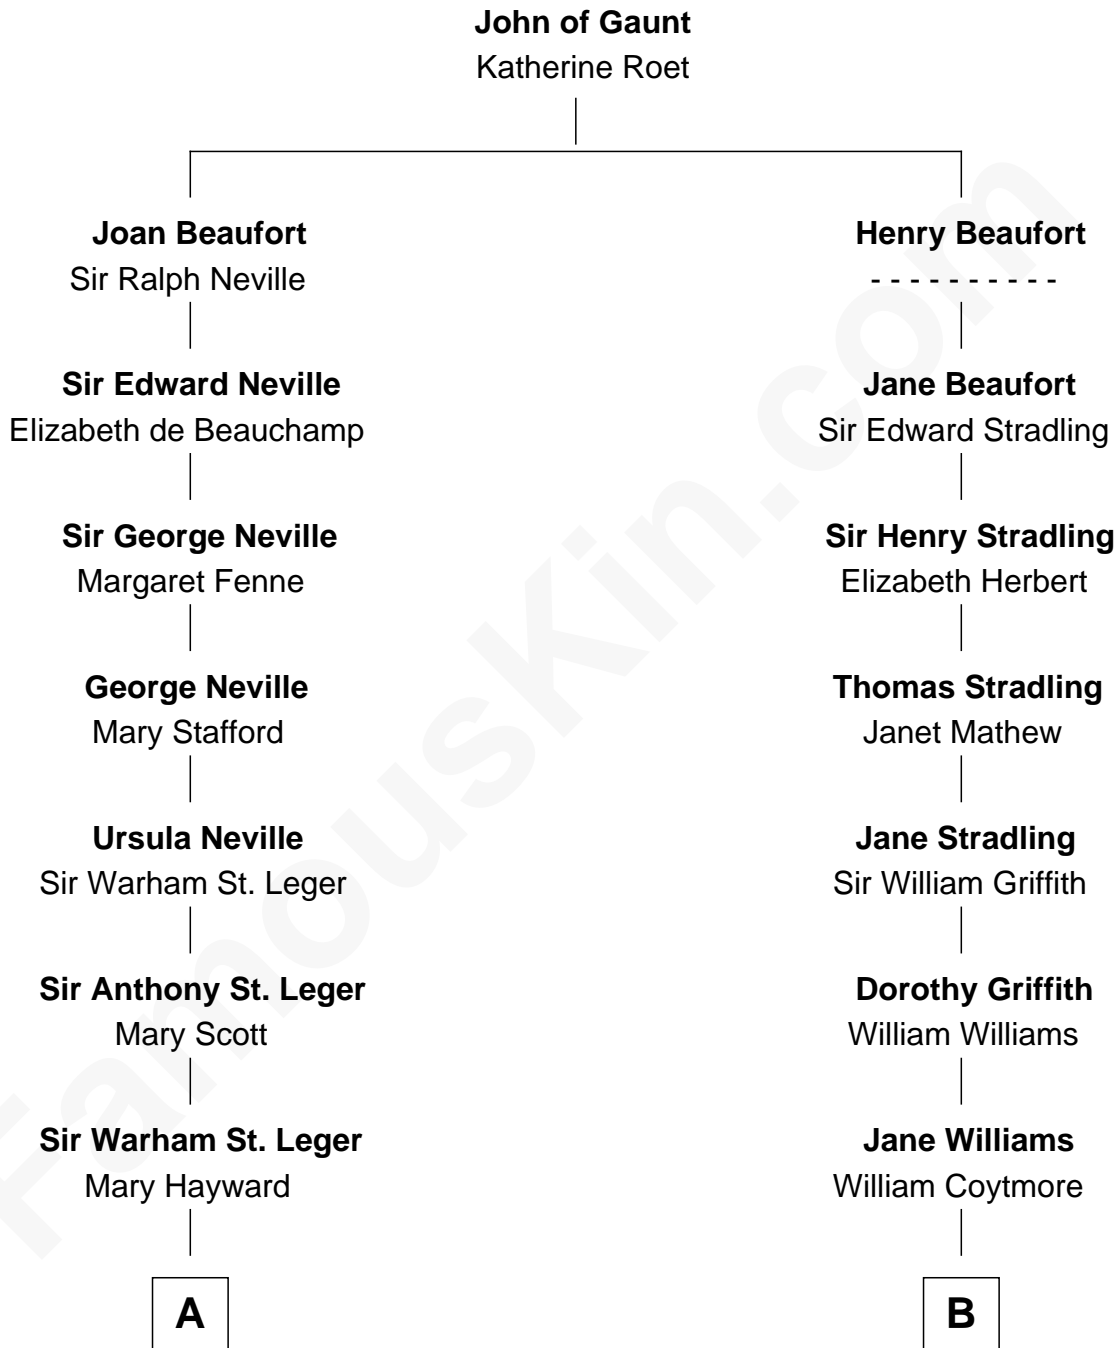 John of Gaunt
Katherine Roet
Joan Beaufort
Sir Ralph Neville
Henry Beaufort
- - - - - - - - - -
Sir Edward Neville
Elizabeth de Beauchamp
Jane Beaufort
Sir Edward Stradling
Sir George Neville
Margaret Fenne
Sir Henry Stradling
Elizabeth Herbert
George Neville
Mary Stafford
Thomas Stradling
Janet Mathew
Ursula Neville
Sir Warham St. Leger
Jane Stradling
Sir William Griffith
Sir Anthony St. Leger
Mary Scott
Dorothy Griffith
William Williams
Sir Warham St. Leger
Mary Hayward
Jane Williams
William Coytmore
A
B
FamousKin.com